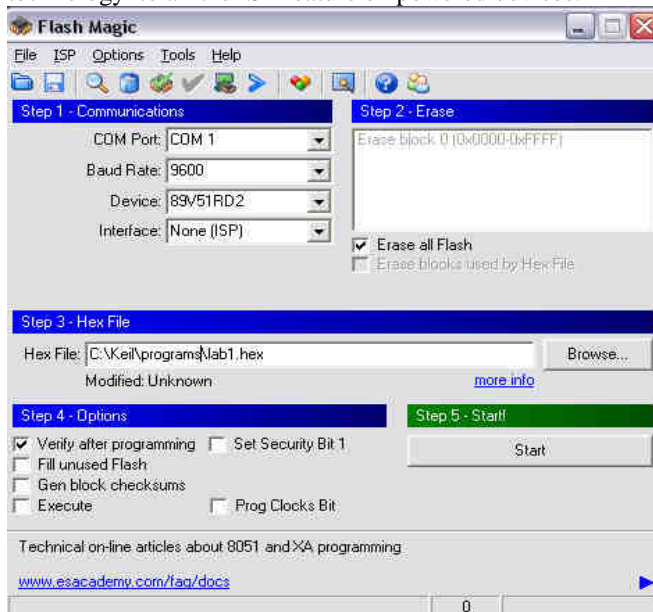 Flash Magic
File ISP Options Tools Help
Step 1 - Communications
COM Port: COM 1
Baud Rate: 9600
Device: 89V51RD2
Interface: None (ISP)
Step 2 - Erase
Erase block 0 (0x0000-0xFFFF)
Erase all Flash
Erase blocks used by Hex File
Step 3 - Hex File
Hex File: C:\Keil\programs\lab1.hex
Browse...
Modified: Unknown
more info
Step 4 - Options
Verify after programming
Set Security Bit 1
Fill unused Flash
Gen block checksums
Execute
Prog Clocks Bit
Step 5 - Start!
Start
Technical on-line articles about 8051 and XA programming
www.esacademy.com/faq/docs
0